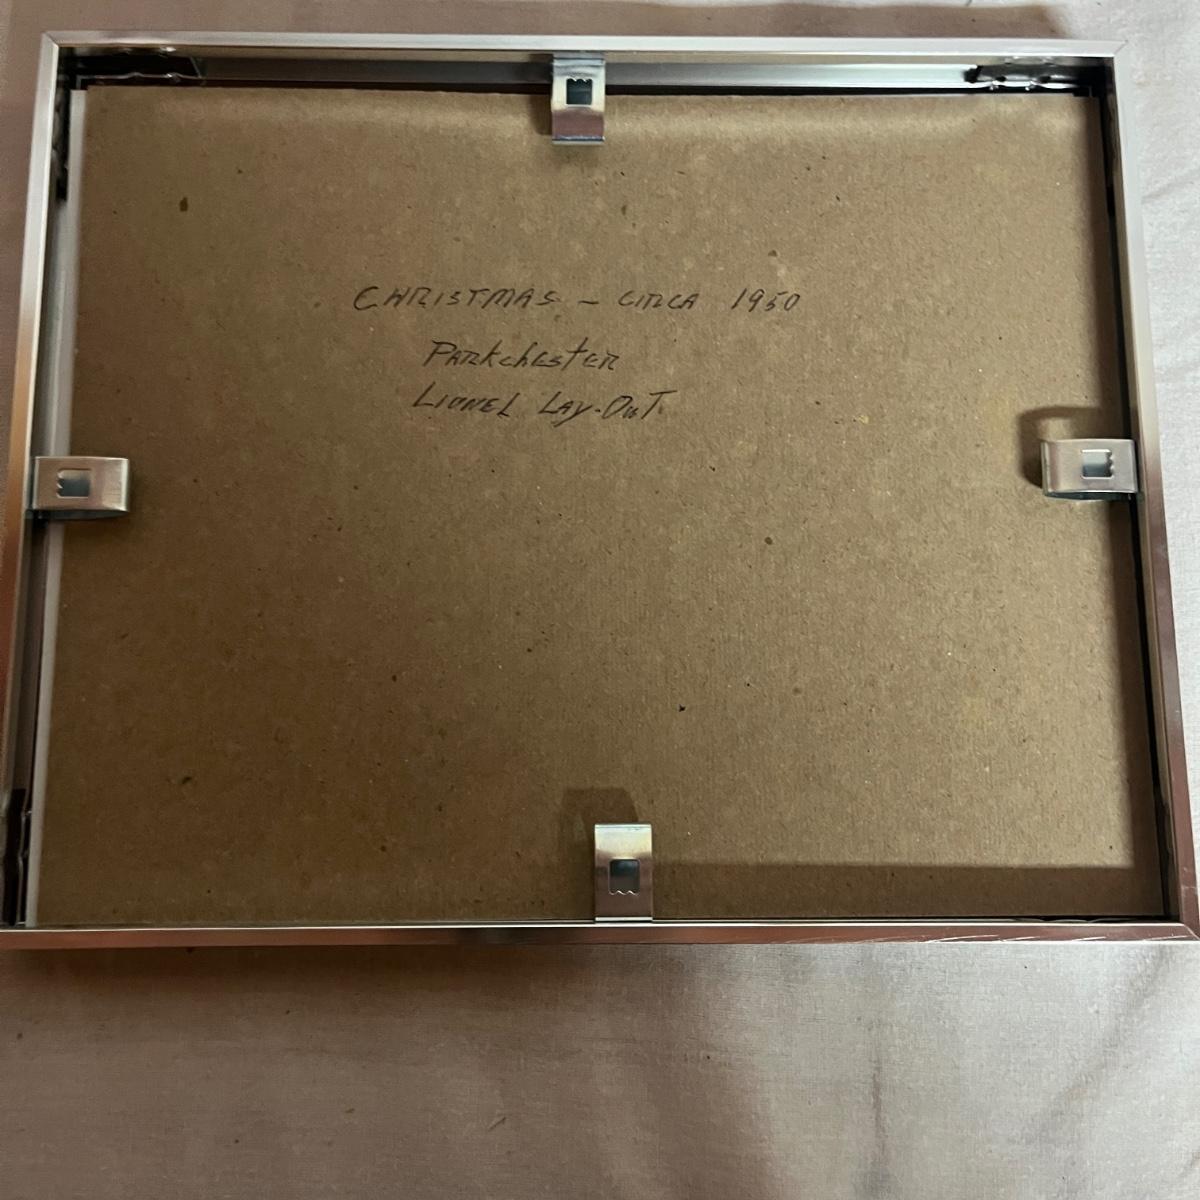 CHRISTMAS - CIRCA 1950
PARKchESTER
LIONEL LAY-OUT